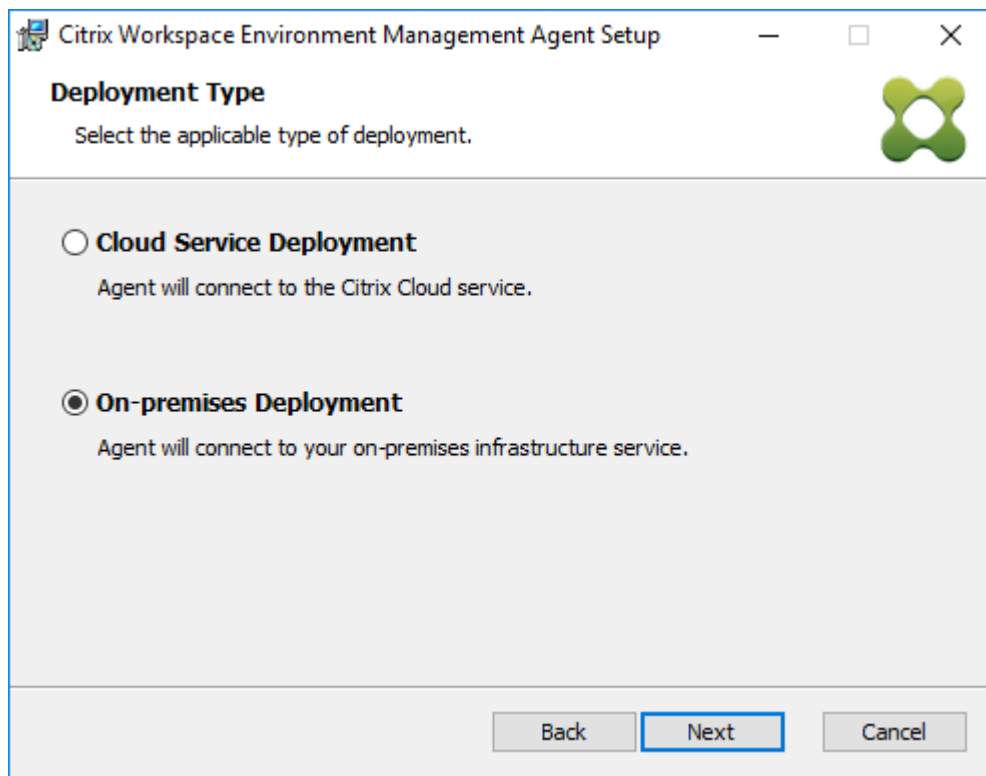 Citrix Workspace Environment Management Agent Setup
Deployment Type
Select the applicable type of deployment.
Cloud Service Deployment
Agent will connect to the Citrix Cloud service.
On-premises Deployment
Agent will connect to your on-premises infrastructure service.
Back Next Cancel